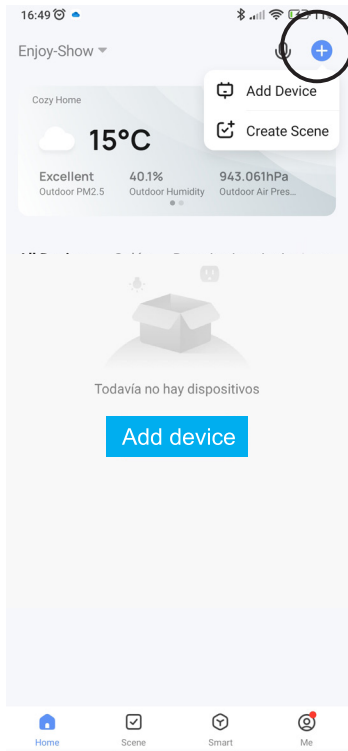 16:49
Enjoy-Show
Add Device
Create Scene
Cozy Home
15°C
Excellent
Outdoor PM2.5
40.1%
Outdoor Humidity
943.061hPa
Outdoor Air Pres...
Todavía no hay dispositivos
Add device
Home
Scene
Smart
Me